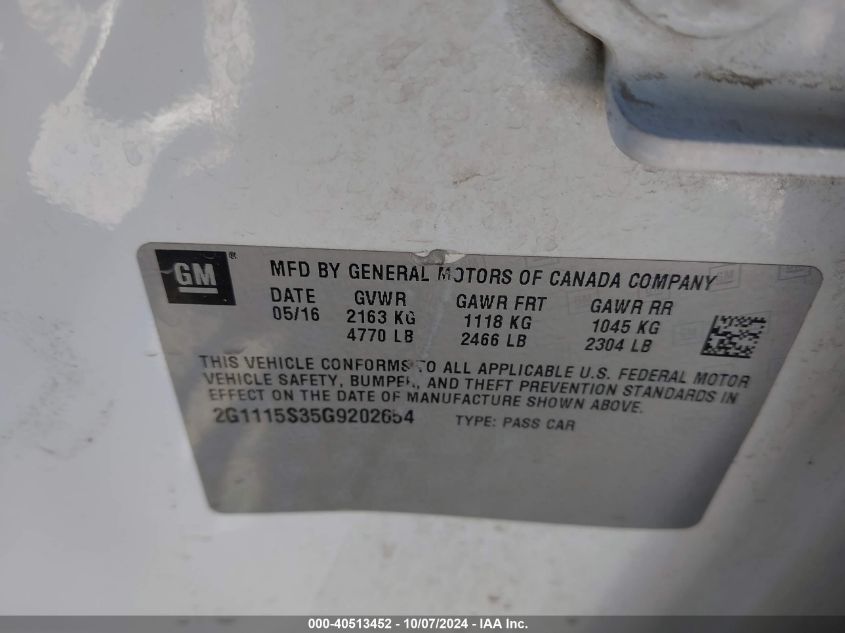 GM®
MFD BY GENERAL MOTORS OF CANADA COMPANY
DATE GVWR GAWR FRT GAWR RR
05/16 2163 KG 1118 KG 1045 KG
4770 LB 2466 LB 2304 LB
THIS VEHICLE CONFORMS TO ALL APPLICABLE U.S. FEDERAL MOTOR
VEHICLE SAFETY, BUMPER, AND THEFT PREVENTION STANDARDS IN
EFFECT ON THE DATE OF MANUFACTURE SHOWN ABOVE.
2G1115S35G9202654 TYPE: PASS CAR
000-40513452 - 10/07/2024 - IAA Inc.